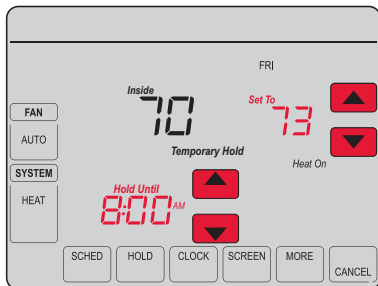 FRI
Inside
70
Set To
73
FAN
AUTO
Temporary Hold
Heat On
SYSTEM
HEAT
Hold Until
8:00 AM
SCHED HOLD CLOCK SCREEN MORE CANCEL